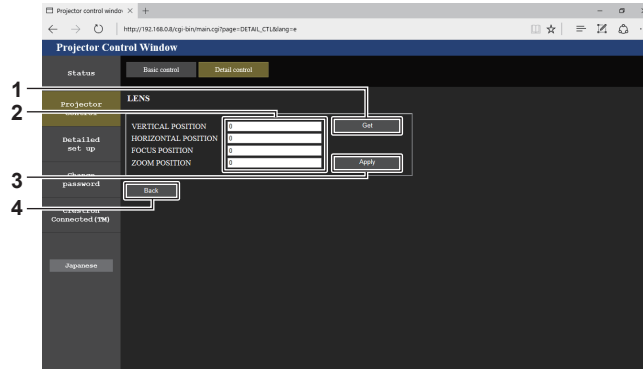 Projector control window
http://192.168.0.8/cgi-bin/main.cgi?page=DETAIL_CTL&lang=e
Projector Control Window
Status
Basic control
Detail control
Projector
control
LENS
VERTICAL POSITION
0
Get
HORIZONTAL POSITION
0
FOCUS POSITION
0
ZOOM POSITION
0
Apply
Detailed
set up
Change
password
Back
Crestron
Connected(TM)
Japanese
1
2
3
4